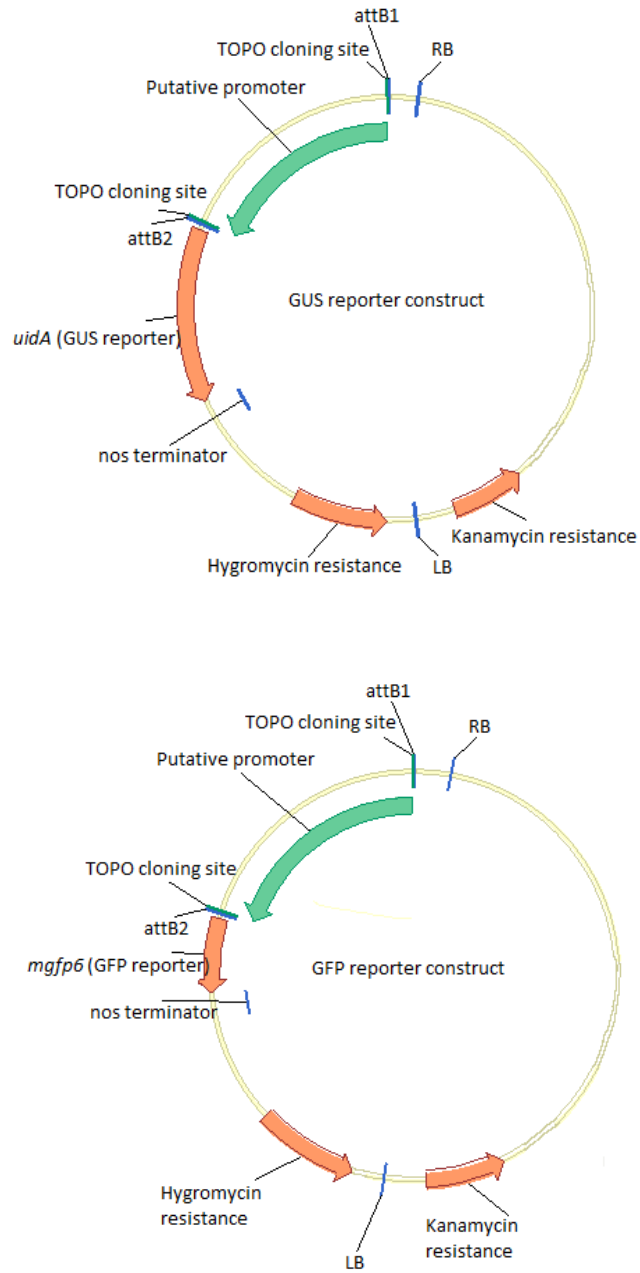 attB1
TOPO cloning site
RB
Putative promoter
TOPO cloning site
attB2
GUS reporter construct
uidA (GUS reporter)
nos terminator
Kanamycin resistance
Hygromycin resistance
LB
attB1
TOPO cloning site
RB
Putative promoter
TOPO cloning site
attB2
mgfp6 (GFP reporter)
GFP reporter construct
nos terminator
Hygromycin
resistance
Kanamycin
resistance
LB